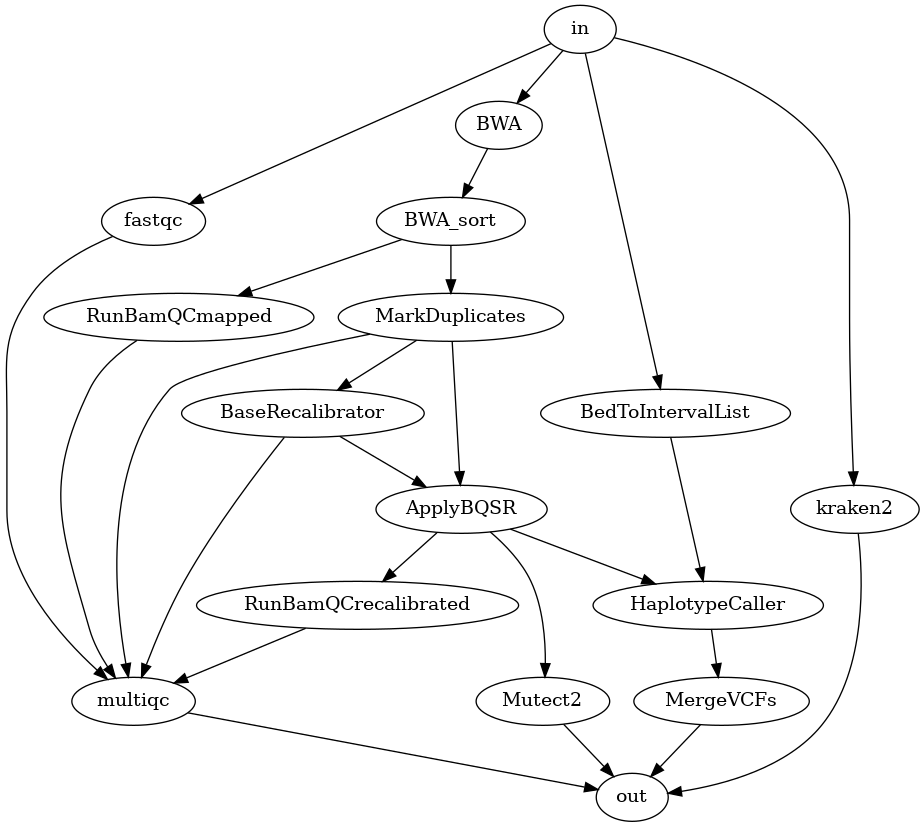 in
BWA
fastqc
BWA_sort
RunBamQCmapped
MarkDuplicates
BaseRecalibrator
BedToIntervalList
ApplyBQSR
kraken2
RunBamQCrecalibrated
HaplotypeCaller
multiqc
Mutect2
MergeVCFs
out